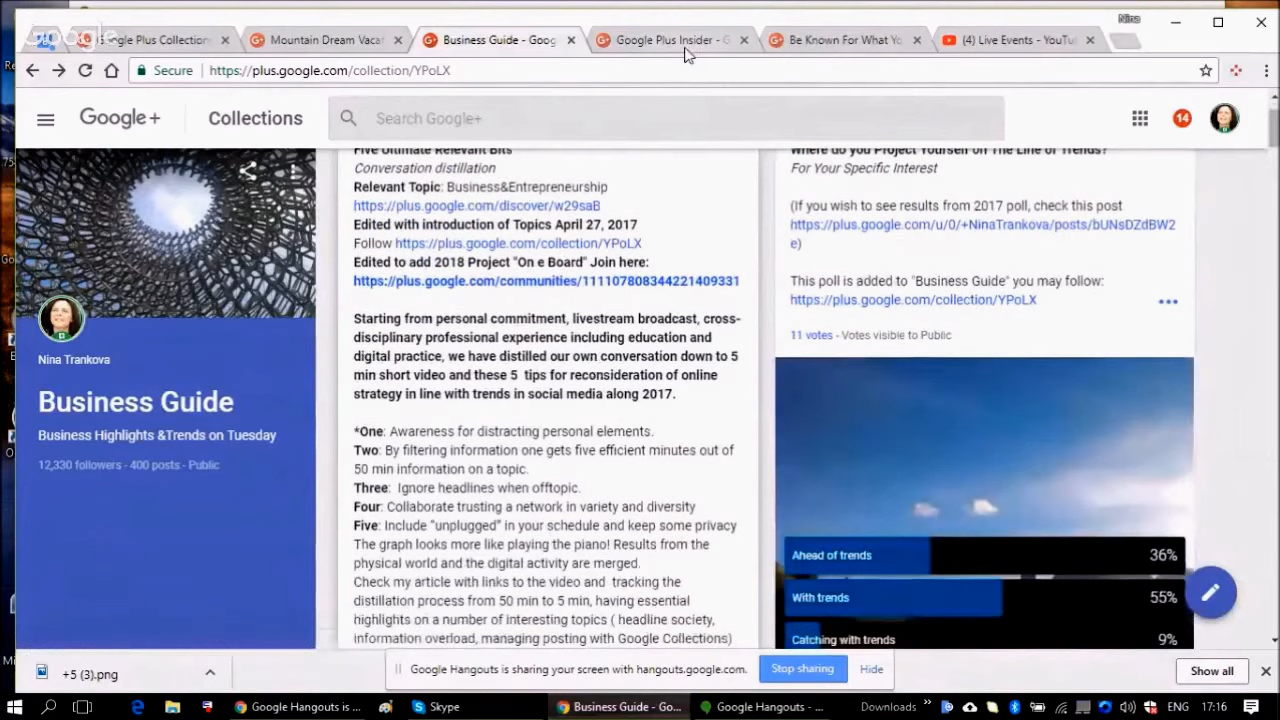 Nina
Google Plus Collection
Mountain Dream Vaca
Business Guide - Goog
Google Plus Insider - G
Be Known For What Yo
(4) Live Events - YouTu
Secure https://plus.google.com/collection/YPoLX
Google+ Collections Search Google+ 14
Five Ultimate Relevant Bits
Conversation distillation
Relevant Topic: Business&Entrepreneurship
https://plus.google.com/discover/w29saB
Edited with introduction of Topics April 27, 2017
Follow https://plus.google.com/collection/YPoLX
Edited to add 2018 Project "On e Board" Join here:
https://plus.google.com/communities/111107808344221409331
Starting from personal commitment, livestream broadcast, cross-
disciplinary professional experience including education and
digital practice, we have distilled our own conversation down to 5
min short video and these 5 tips for reconsideration of online
strategy in line with trends in social media along 2017.
*One: Awareness for distracting personal elements.
Two: By filtering information one gets five efficient minutes out of
50 min information on a topic.
Three: Ignore headlines when offtopic.
Four: Collaborate trusting a network in variety and diversity
Five: Include "unplugged" in your schedule and keep some privacy
The graph looks more like playing the piano! Results from the
physical world and the digital activity are merged.
Check my article with links to the video and tracking the
distillation process from 50 min to 5 min, having essential
highlights on a number of interesting topics ( headline society,
information overload, managing posting with Google Collections)
Where do you Project Yourself on The Line of Trends?
For Your Specific Interest
(If you wish to see results from 2017 poll, check this post
https://plus.google.com/u/0/+NinaTrankova/posts/bUNsDZdBW2
e)
This poll is added to "Business Guide" you may follow:
https://plus.google.com/collection/YPoLX
11 votes - Votes visible to Public
Ahead of trends 36%
With trends 55%
Catching with trends 9%
Nina Trankova
Business Guide
Business Highlights &Trends on Tuesday
12,330 followers - 400 posts - Public
Google Hangouts is sharing your screen with hangouts.google.com. Stop sharing Hide
+5 (3).png
Show all
Google Hangouts is ...
Skype
Business Guide - Go...
Google Hangouts - ...
Downloads
ENG 17:16